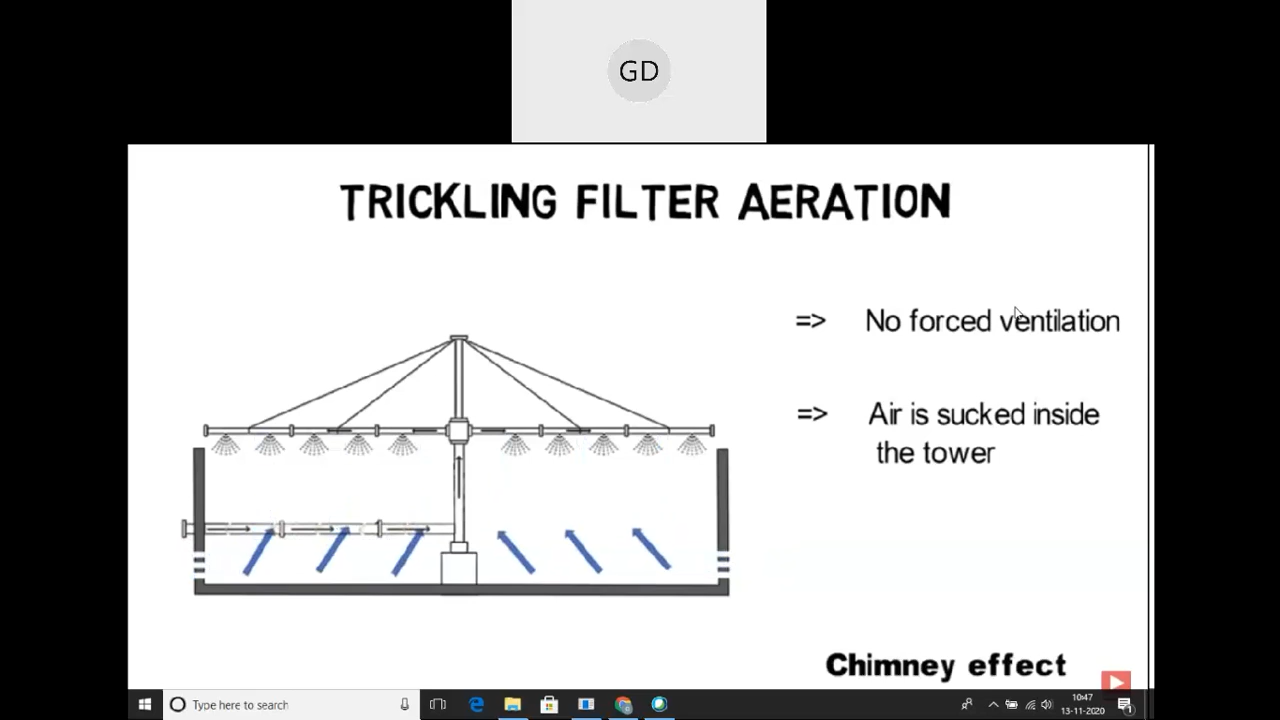 GD
TRICKLING FILTER AERATION
=> No forced ventilation
=> Air is sucked inside
the tower
Chimney effect
Type here to search
10:47
13-11-2020
1